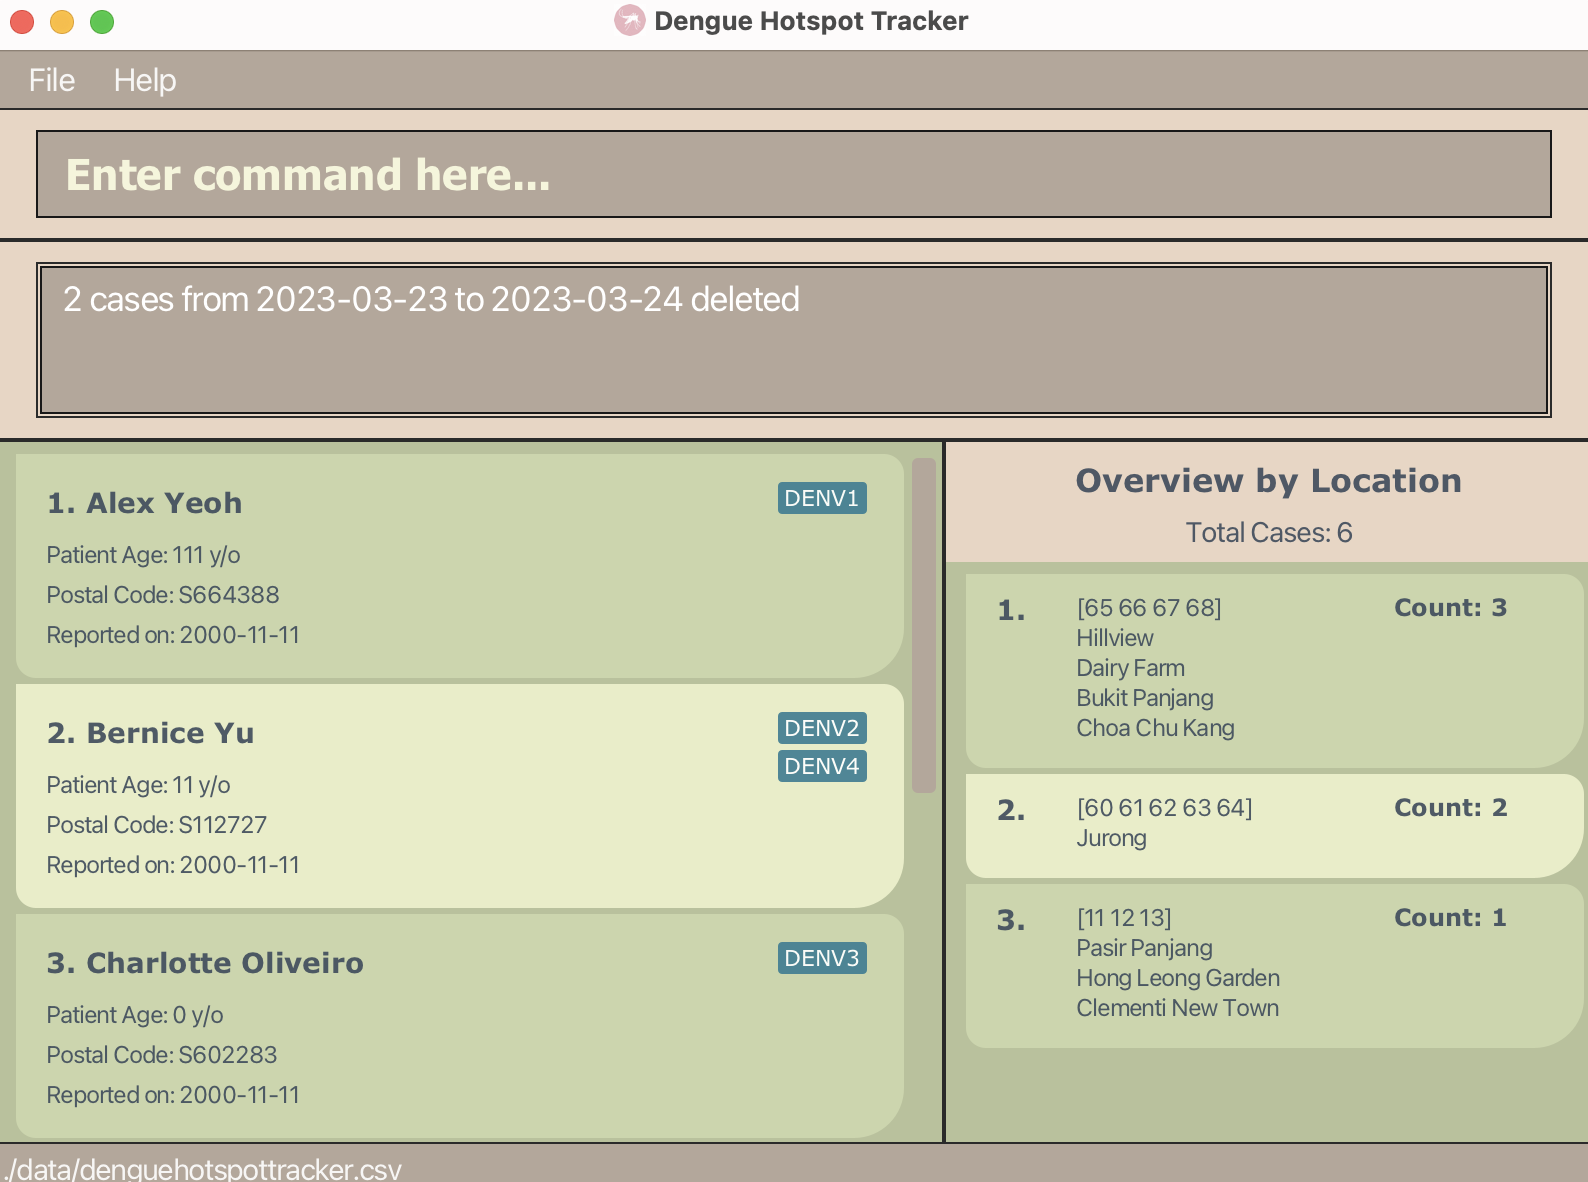 Dengue Hotspot Tracker
File Help
Enter command here...
2 cases from 2023-03-23 to 2023-03-24 deleted
1. Alex Yeoh
DENV1
Patient Age: 111 y/o
Postal Code: S664388
Reported on: 2000-11-11
2. Bernice Yu
DENV2
DENV4
Patient Age: 11 y/o
Postal Code: S112727
Reported on: 2000-11-11
3. Charlotte Oliveiro
DENV3
Patient Age: 0 y/o
Postal Code: S602283
Reported on: 2000-11-11
Overview by Location
Total Cases: 6
1. [65 66 67 68] Count: 3
Hillview
Dairy Farm
Bukit Panjang
Choa Chu Kang
2. [60 61 62 63 64] Count: 2
Jurong
3. [11 12 13] Count: 1
Pasir Panjang
Hong Leong Garden
Clementi New Town
./data/denguehotspottracker.csv